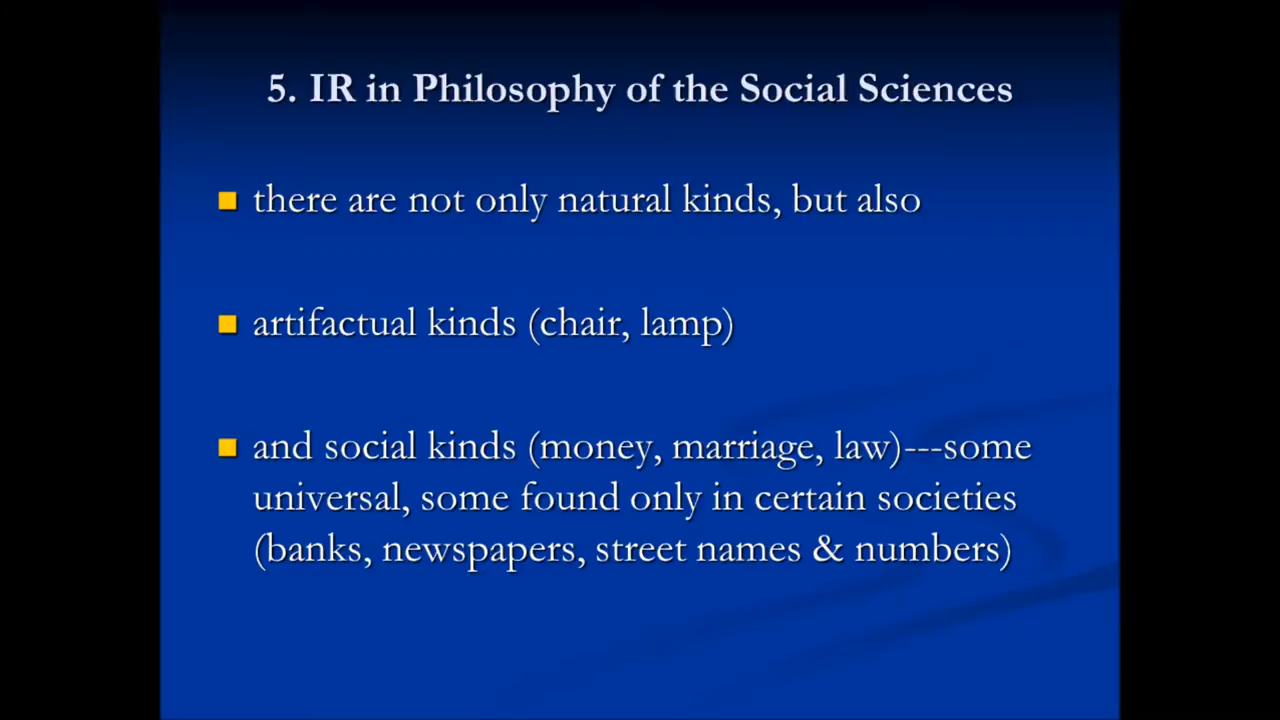 5. IR in Philosophy of the Social Sciences
there are not only natural kinds, but also
artifactual kinds (chair, lamp)
and social kinds (money, marriage, law)---some
universal, some found only in certain societies
(banks, newspapers, street names & numbers)